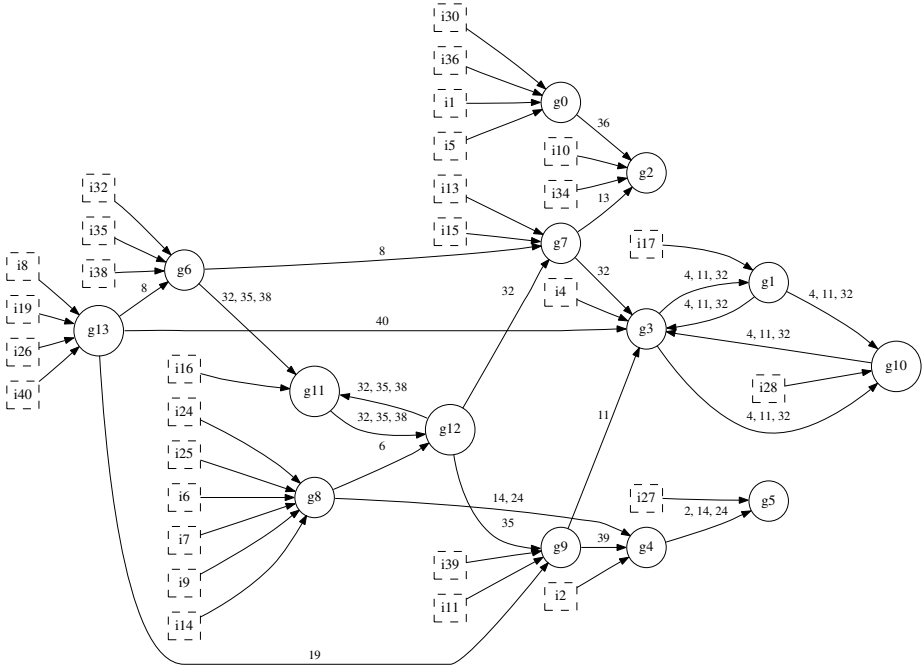 i30
i36
i1
g0
36
i5
i10
g2
i32
i13
i34
13
i35
i15
g7
i17
8
i38
g6
32
4, 11, 32
g1
i8
8
32, 35, 38
32
i4
4, 11, 32
4, 11, 32
i19
g13
40
g3
4, 11, 32
i26
i16
g10
i40
g11
32, 35, 38
i28
i24
32, 35, 38
4, 11, 32
g12
i25
6
i6
g8
14, 24
i27
g5
35
2, 14, 24
11
i7
39
g9
g4
i39
i9
i11
i2
i14
19